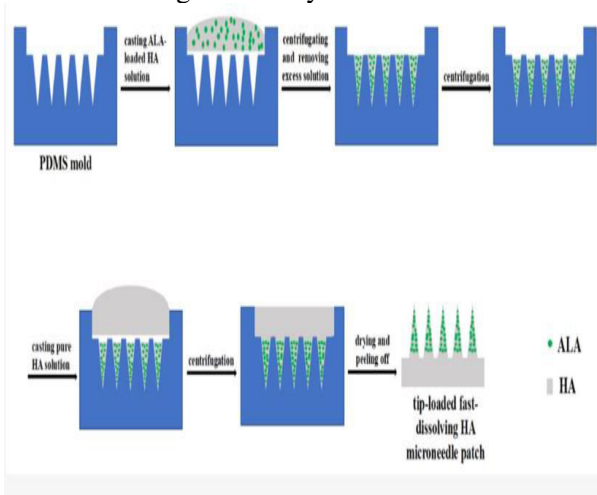 casting ALA-
loaded HA
solution
centrifugating
and removing
excess solution
centrifugation
PDMS mold
casting pure
HA solution
centrifugation
drying and
peeling off
tip-loaded fast-
dissolving HA
microneedle patch
ALA
HA